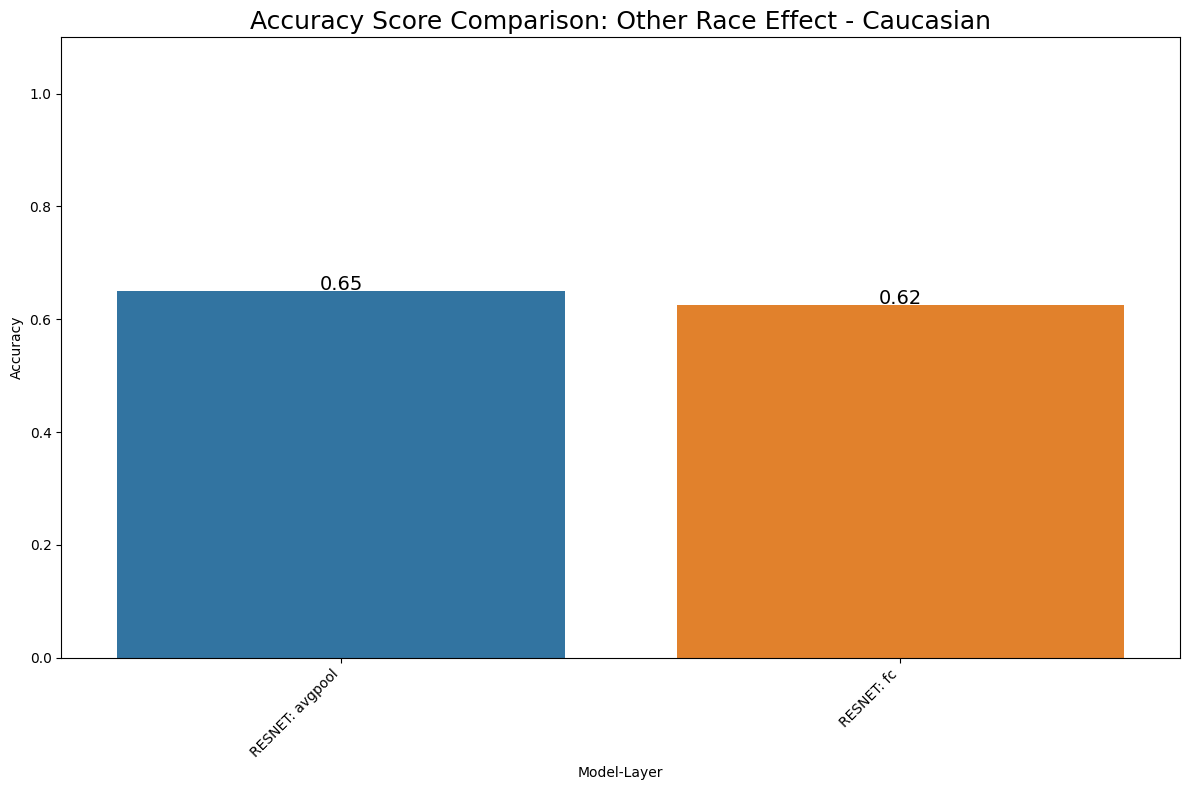 Accuracy Score Comparison: Other Race Effect - Caucasian
1.0
0.8
0.6
0.4
0.2
0.0
Accuracy
0.65
0.62
RESNET: avgpool
RESNET: fc
Model-Layer